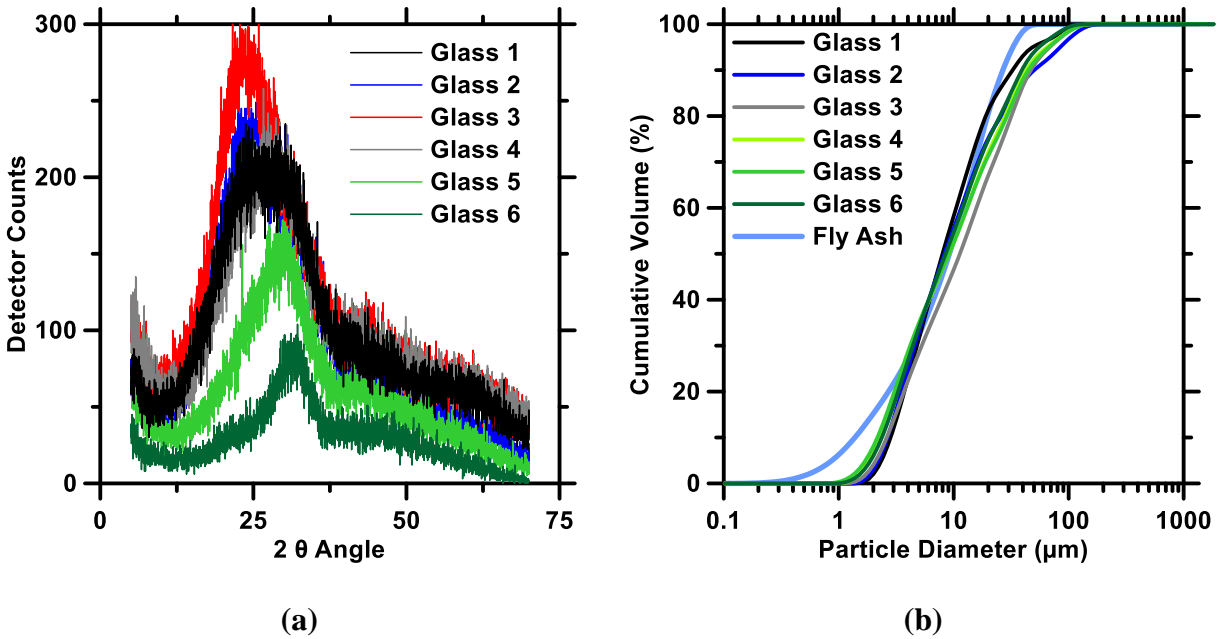 300
200
100
0
0
25
50
75
Detector Counts
2 θ Angle
Glass 1
Glass 2
Glass 3
Glass 4
Glass 5
Glass 6
(a)
100
80
60
40
20
0
0.1
1
10
100
1000
Cumulative Volume (%)
Particle Diameter (µm)
Glass 1
Glass 2
Glass 3
Glass 4
Glass 5
Glass 6
Fly Ash
(b)